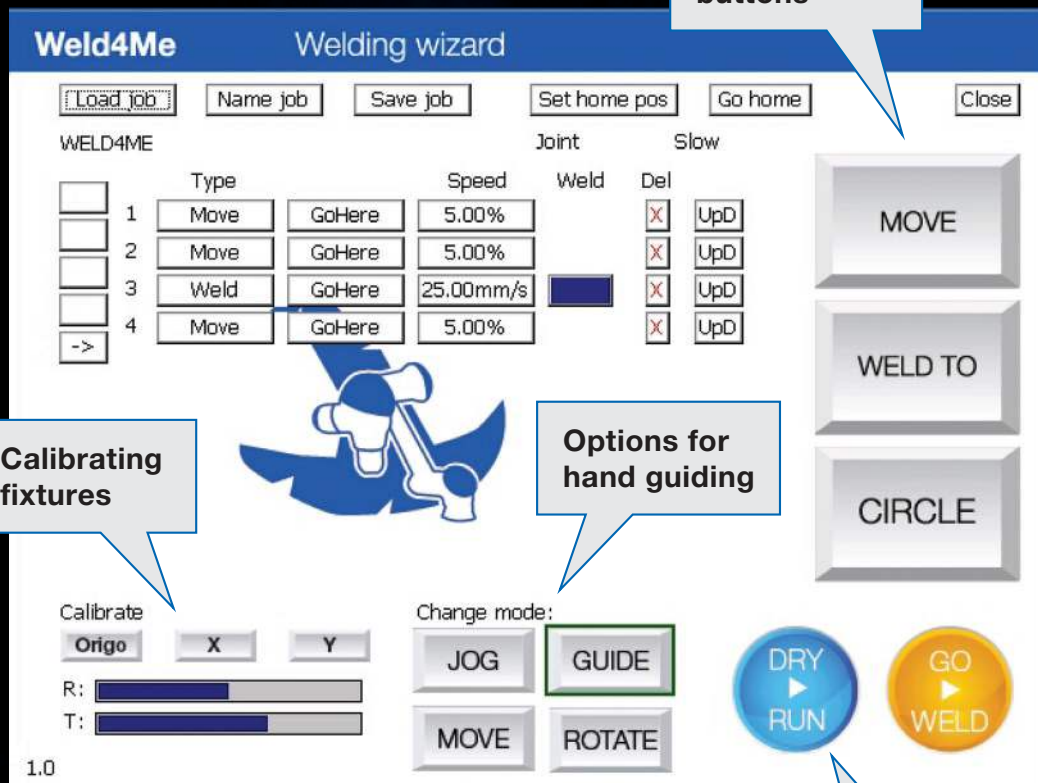 buttons
Weld4Me Welding wizard
Load job Name job Save job Set home pos Go home Close
WELD4ME Joint Slow
Type Speed Weld Del
1 Move GoHere 5.00% X UpD
2 Move GoHere 5.00% X UpD
3 Weld GoHere 25.00mm/s X UpD
4 Move GoHere 5.00% X UpD
->
MOVE
WELD TO
CIRCLE
Calibrating
fixtures
Options for
hand guiding
Calibrate
Origo X Y
R:
T:
Change mode:
JOG GUIDE
MOVE ROTATE
DRY
RUN
GO
WELD
1.0